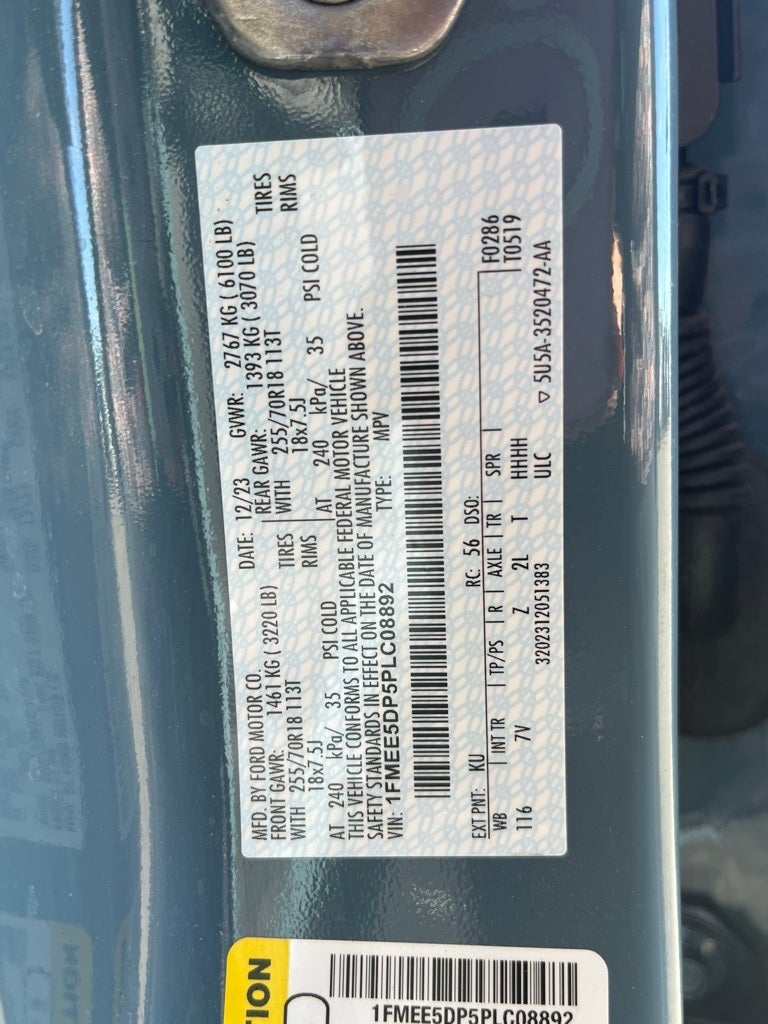 MFD. BY FORD MOTOR CO.
DATE: 12/23
GVWR: 2767 KG ( 6100 LB)
FRONT GAWR: 1461 KG ( 3220 LB)
REAR GAWR: 1393 KG ( 3070 LB)
WITH 255/70R18 113T TIRES
WITH 255/70R18 113T TIRES
18x7.5J RIMS
18x7.5J RIMS
AT 240 kPa/ 35 PSI COLD
AT 240 kPa/ 35 PSI COLD
THIS VEHICLE CONFORMS TO ALL APPLICABLE FEDERAL MOTOR VEHICLE
SAFETY STANDARDS IN EFFECT ON THE DATE OF MANUFACTURE SHOWN ABOVE.
VIN: 1FMEE5DP5PLC08892
TYPE: MPV
EXT PNT: KU RC: 56 DSO: F0286
WB INT TR TP/PS R AXLE TR SPR T0519
116 7V Z 2L T HHHH
3202312051383 ULC ▽ 5U5A-3520472-AA
1FMEE5DP5PLC08892